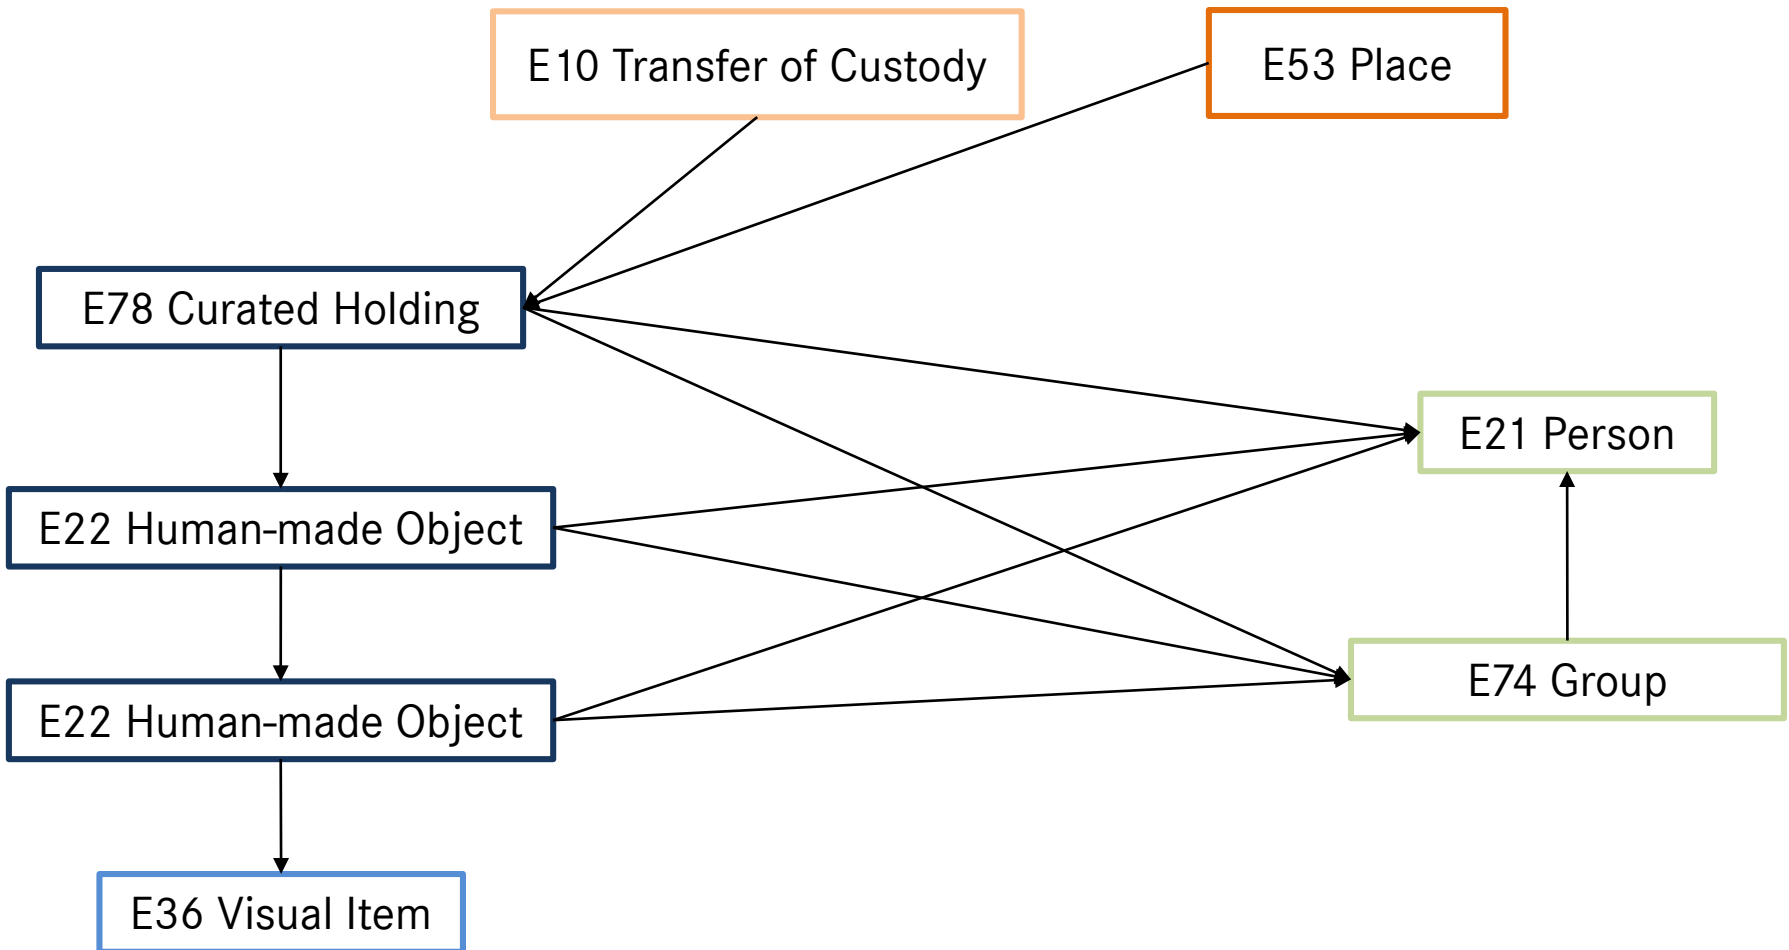 E10 Transfer of Custody
E53 Place
E78 Curated Holding
E21 Person
E22 Human-made Object
E74 Group
E22 Human-made Object
E36 Visual Item